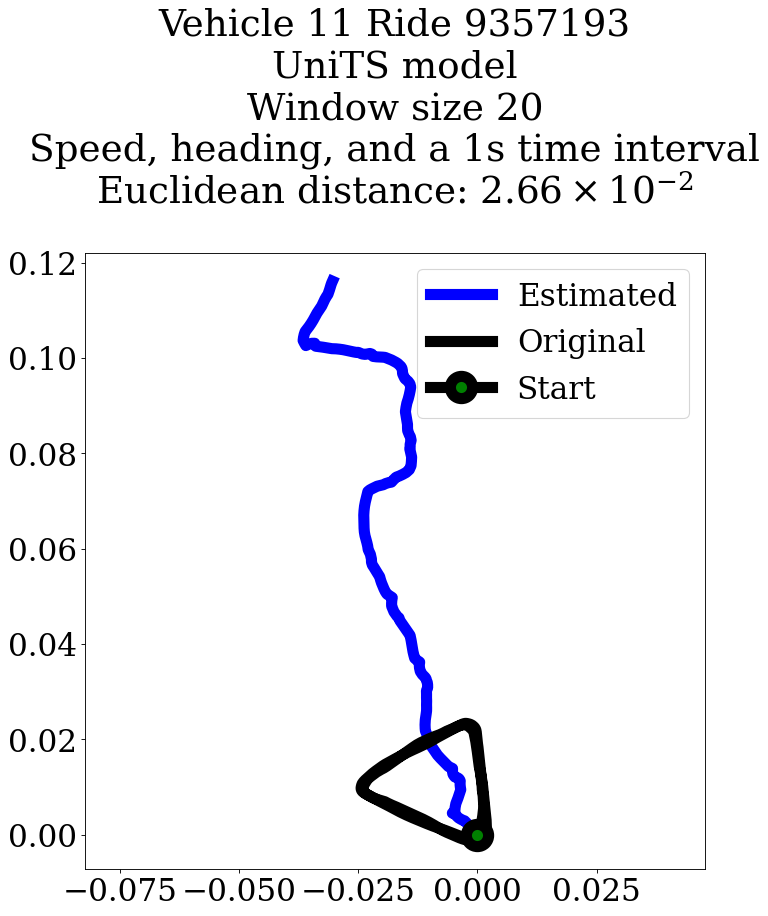 Vehicle 11 Ride 9357193
UniTS model
Window size 20
Speed, heading, and a 1s time interval
Euclidean distance: 2.66 × 10⁻²
0.12
0.10
0.08
0.06
0.04
0.02
0.00
Estimated
Original
Start
−0.075 −0.050 −0.025 0.000 0.025